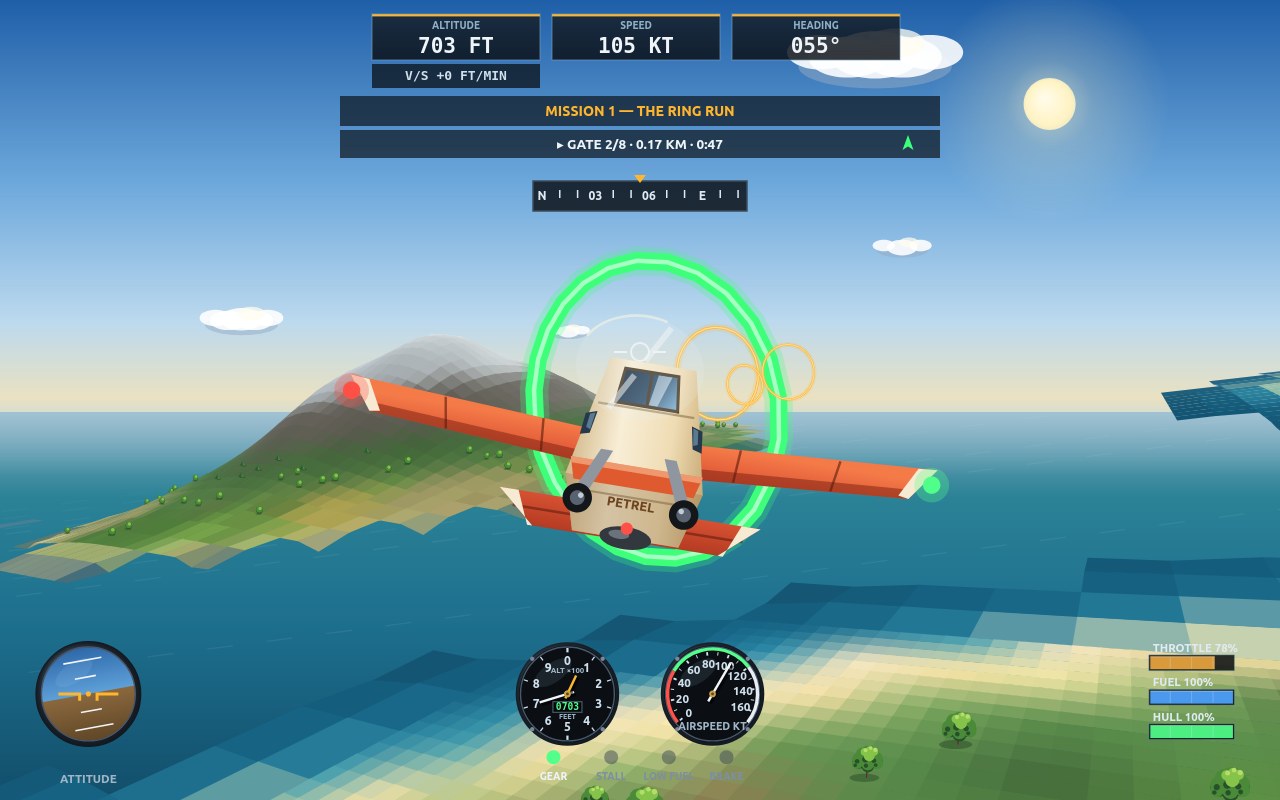 ALTITUDE
703 FT
SPEED
105 KT
HEADING
055°
V/S +0 FT/MIN
MISSION 1 — THE RING RUN
▸ GATE 2/8 · 0.17 KM · 0:47
N 03 06 E
PETREL
ATTITUDE
0 1 2 3 4 5 6 7 8 9
ALT ×100
0703
FEET
0 20 40 60 80 100 120 140 160
AIRSPEED KT
GEAR
STALL
LOW FUEL
BRAKE
THROTTLE 78%
FUEL 100%
HULL 100%